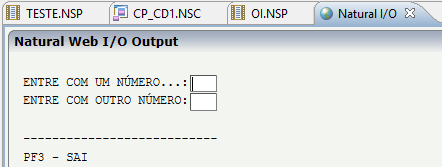 TESTE.NSP CP_CD1.NSC OI.NSP Natural I/O
Natural Web I/O Output
ENTRE COM UM NÚMERO...:
ENTRE COM OUTRO NÚMERO:
---------------------------
PF3 - SAI